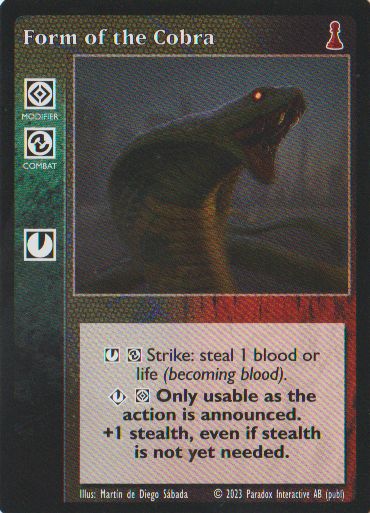 Form of the Cobra
MODIFIER
COMBAT
Strike: steal 1 blood or
life (becoming blood).
Only usable as the
action is announced.
+1 stealth, even if stealth
is not yet needed.
Illus: Martín de Diego Sábada © 2023 Paradox Interactive AB (publ)